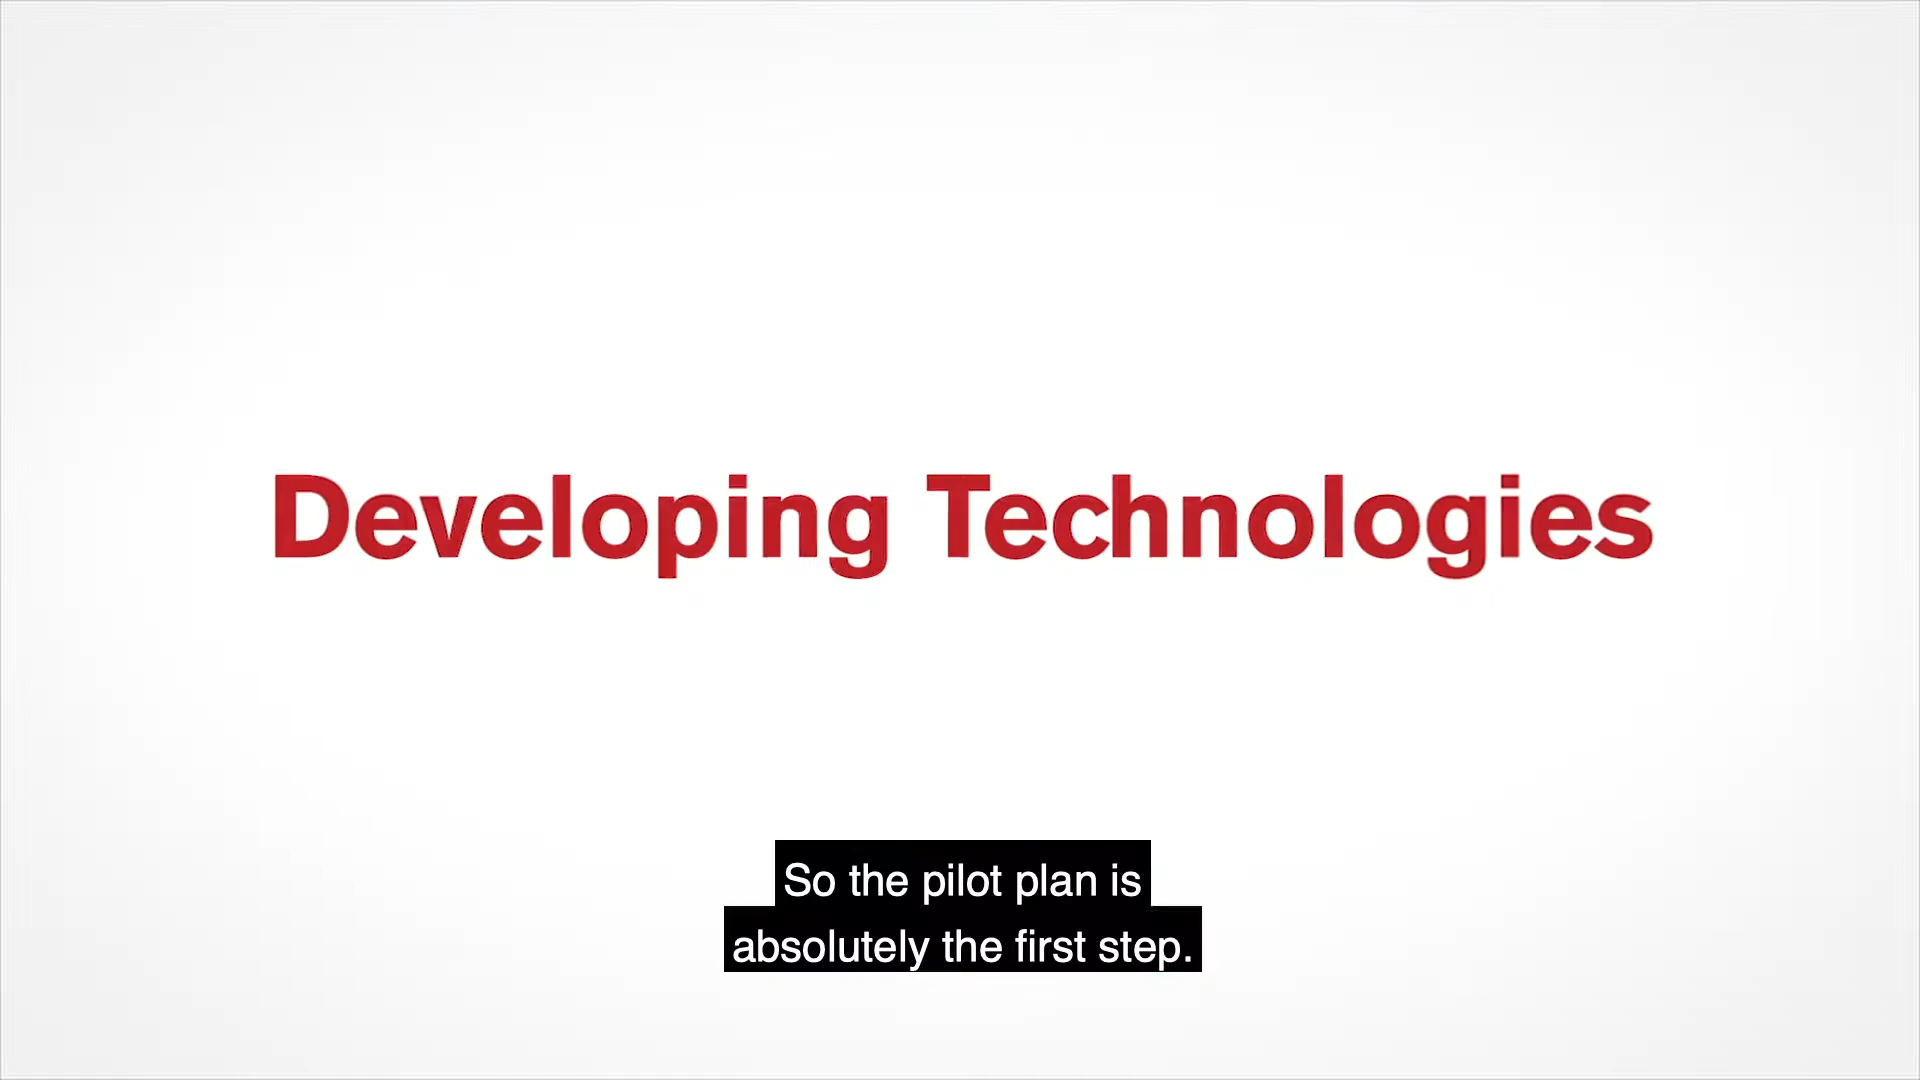 Developing Technologies
So the pilot plan is
absolutely the first step.